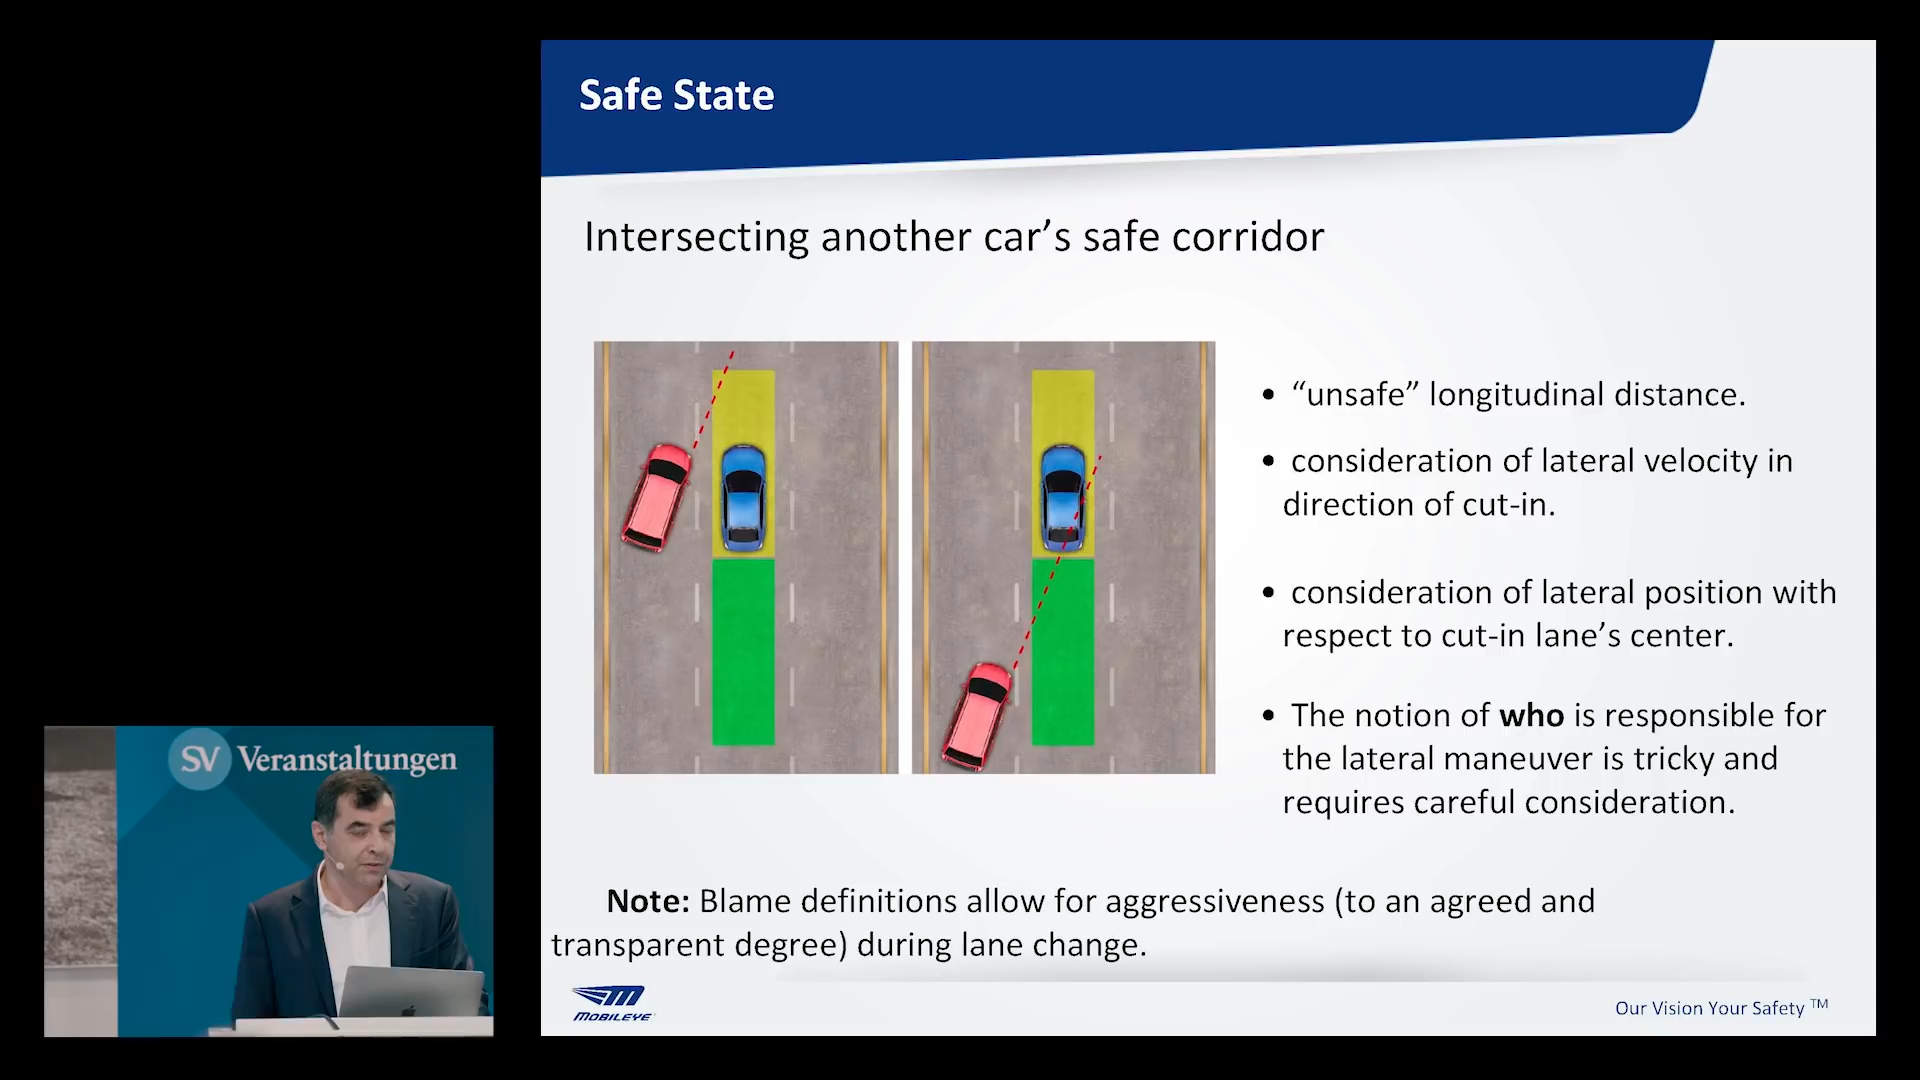 Safe State
Intersecting another car’s safe corridor
• “unsafe” longitudinal distance.
• consideration of lateral velocity in
direction of cut-in.
• consideration of lateral position with
respect to cut-in lane’s center.
• The notion of who is responsible for
the lateral maneuver is tricky and
requires careful consideration.
SV Veranstaltungen
Note: Blame definitions allow for aggressiveness (to an agreed and
transparent degree) during lane change.
MOBILEYE
Our Vision Your Safety TM